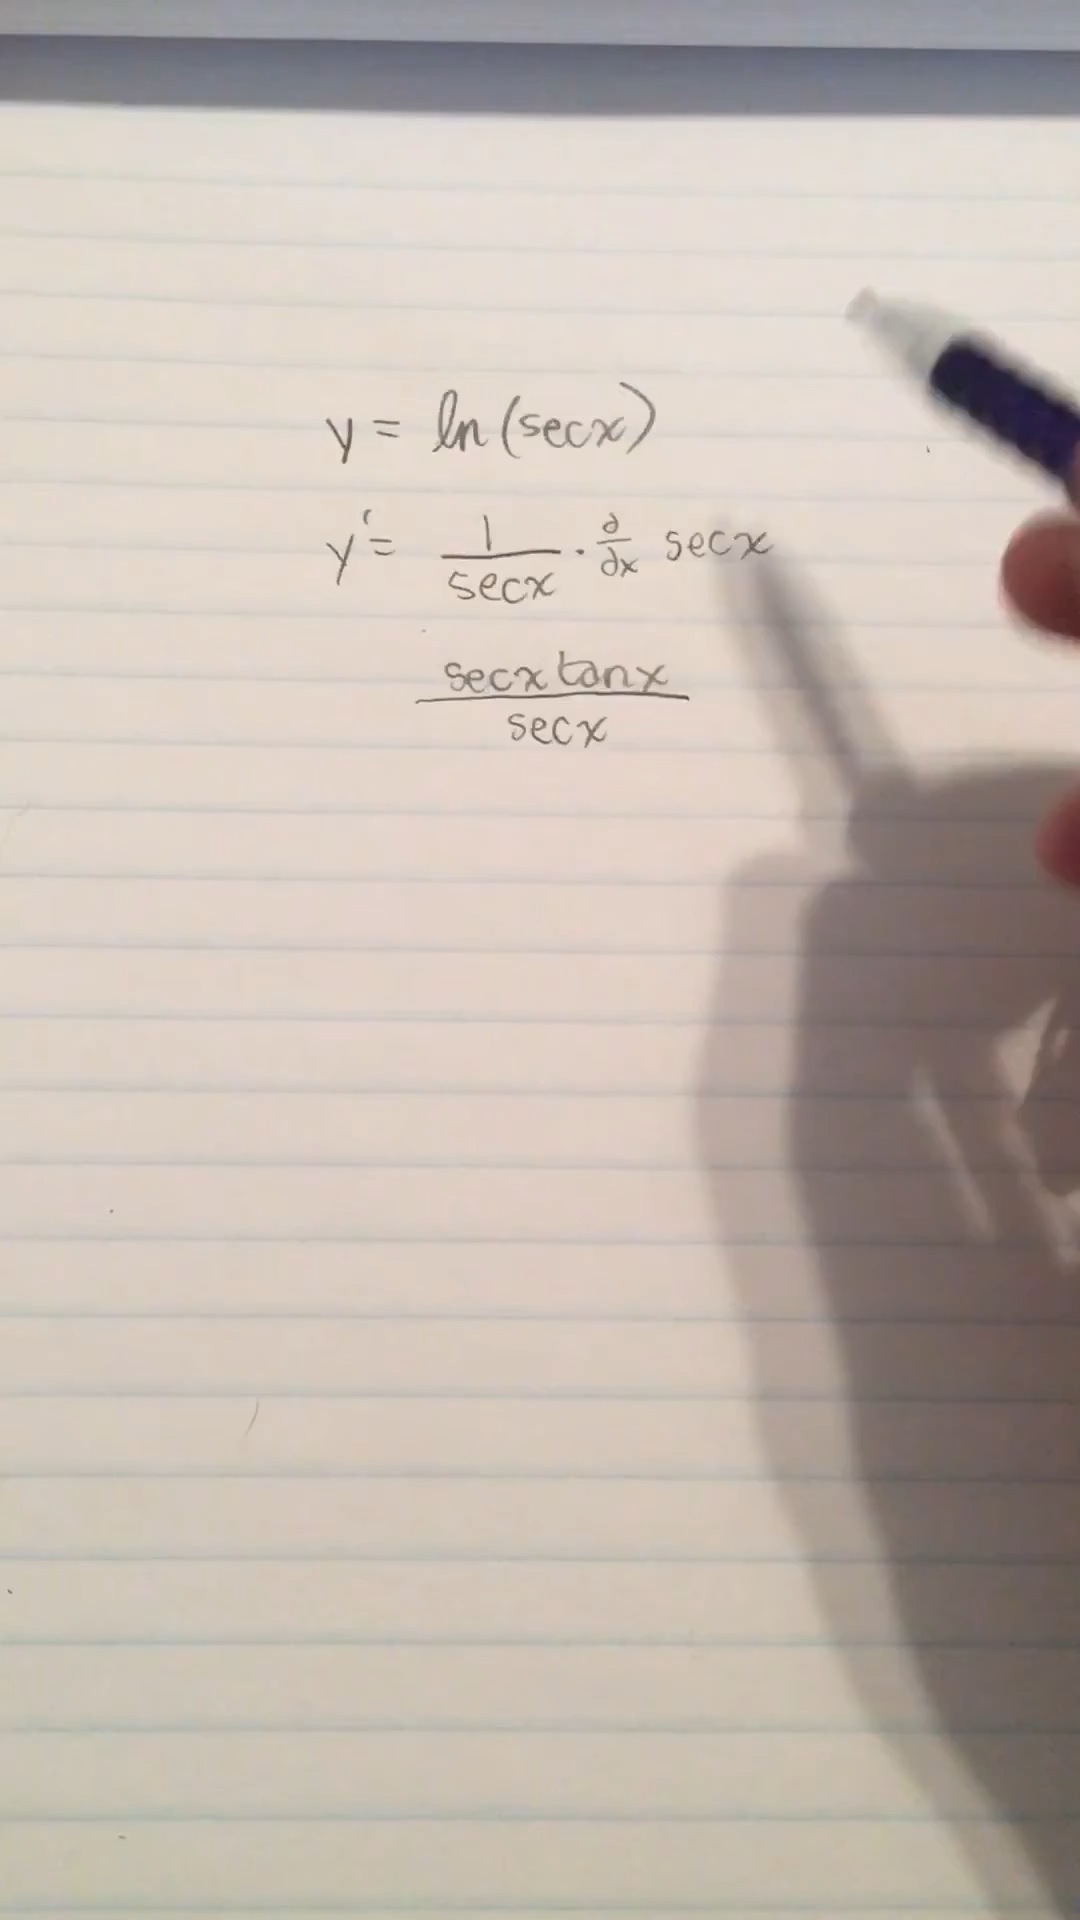 y = ln (secx)
y' = 1/secx · ∂/∂x secx
secx tanx / secx